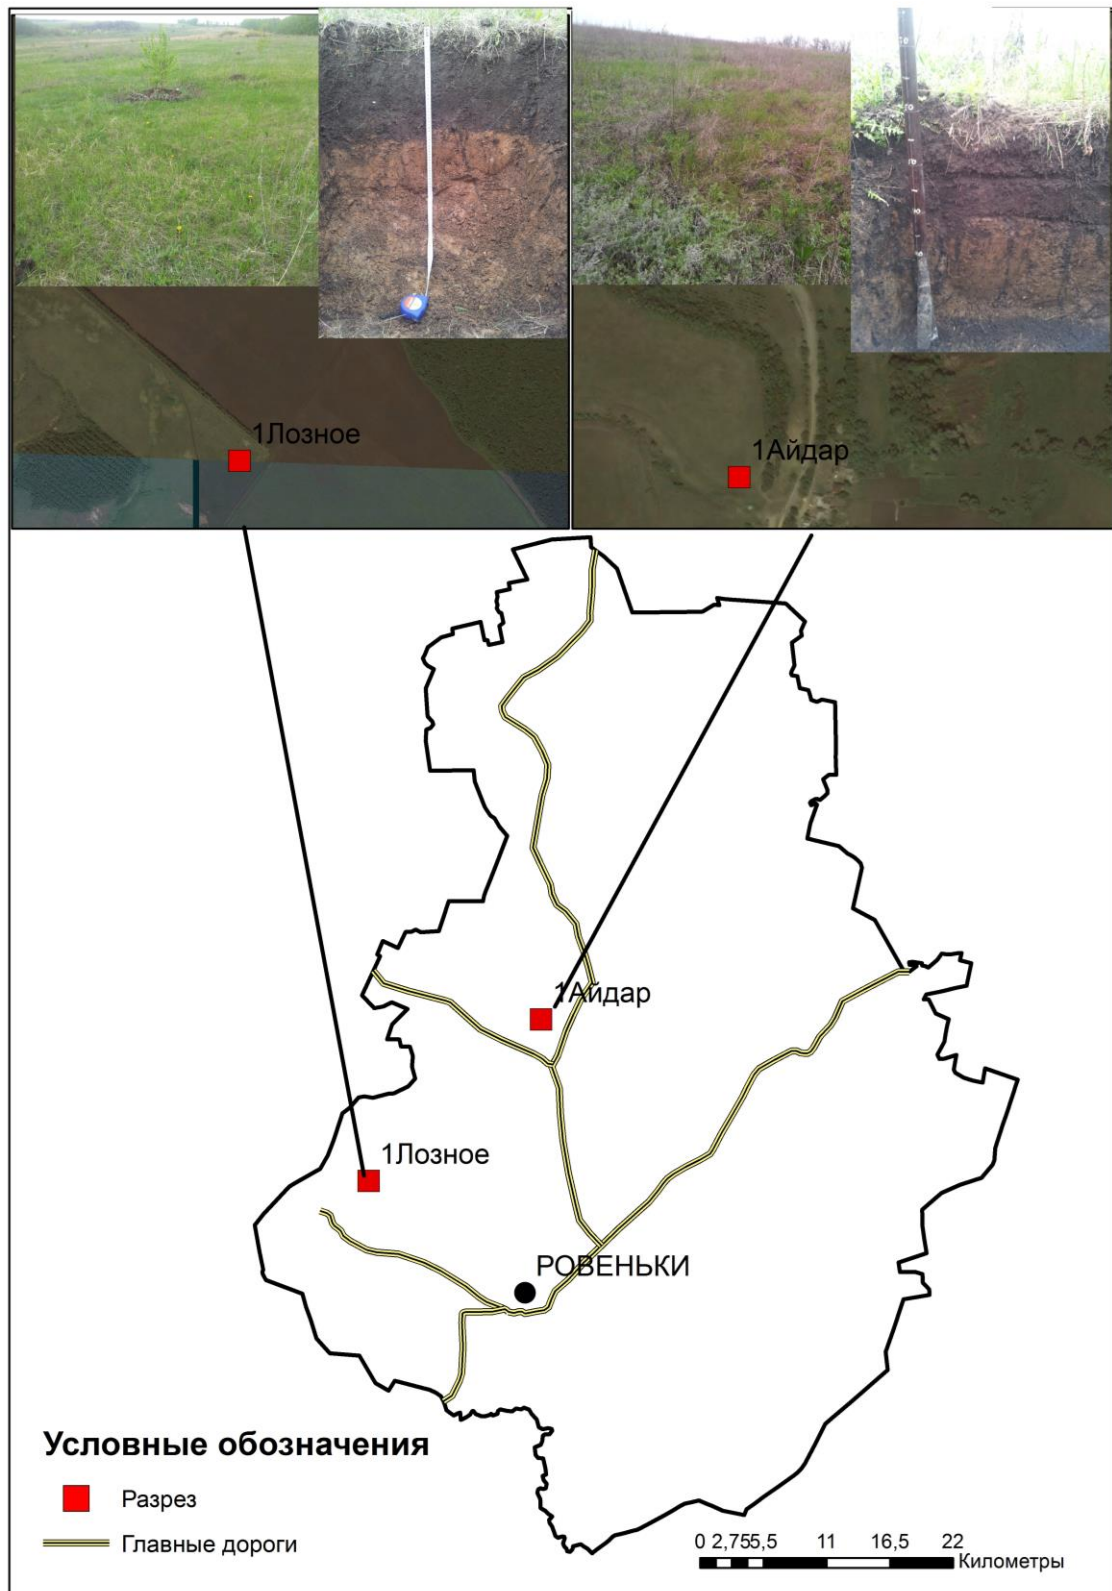 1Лозное
1Айдар
1Айдар
1Лозное
РОВЕНЬКИ
Условные обозначения
Разрез
Главные дороги
0 2,755,5 11 16,5 22
Километры